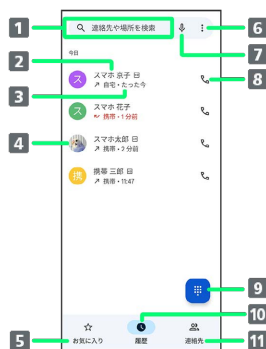 1
連絡先や場所を検索
6
7
今日
2
ス
スマホ 京子
自宅・たった今
8
3
ス
スマホ 花子
携帯・1分前
4
スマホ太郎
携帯・2分前
携
携帯 三郎
携帯・11:47
9
10
お気に入り
履歴
連絡先
5
11